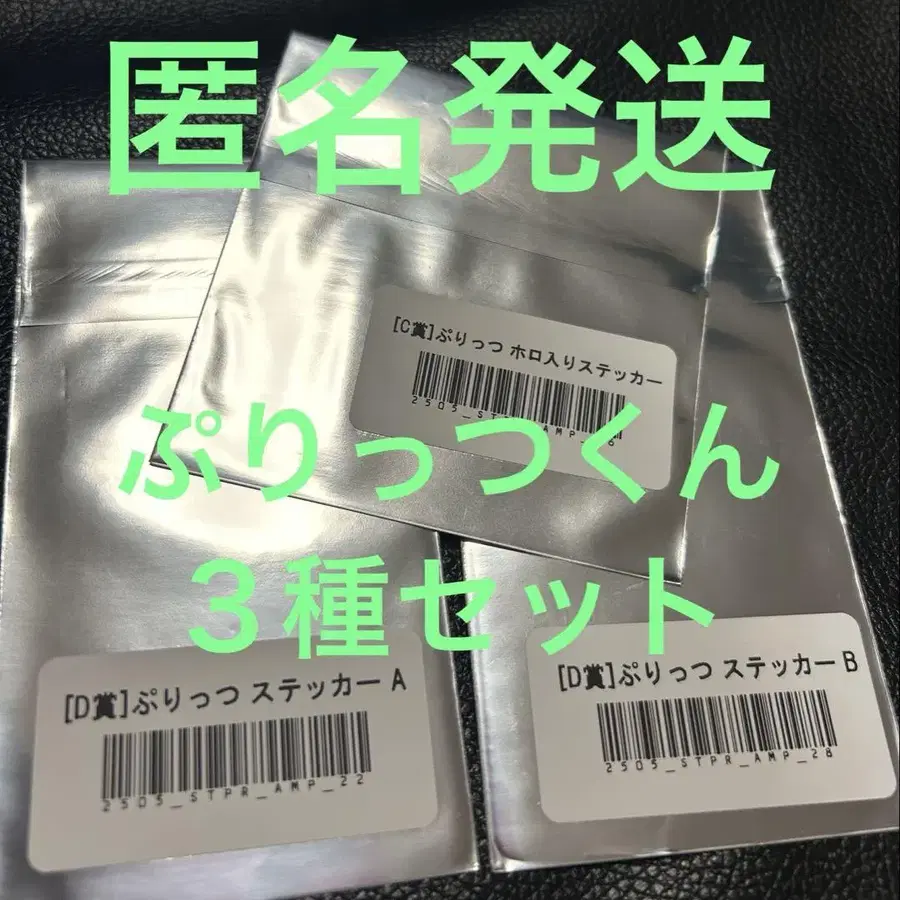 匿名発送
[C賞]ぷりっつ ホロ入りステッカー
ぷりっつくん
3種セット
[D賞]ぷりっつ ステッカー A
2505_STPR_AMP_22
[D賞]ぷりっつ ステッカー B
2505_STPR_AMP_28